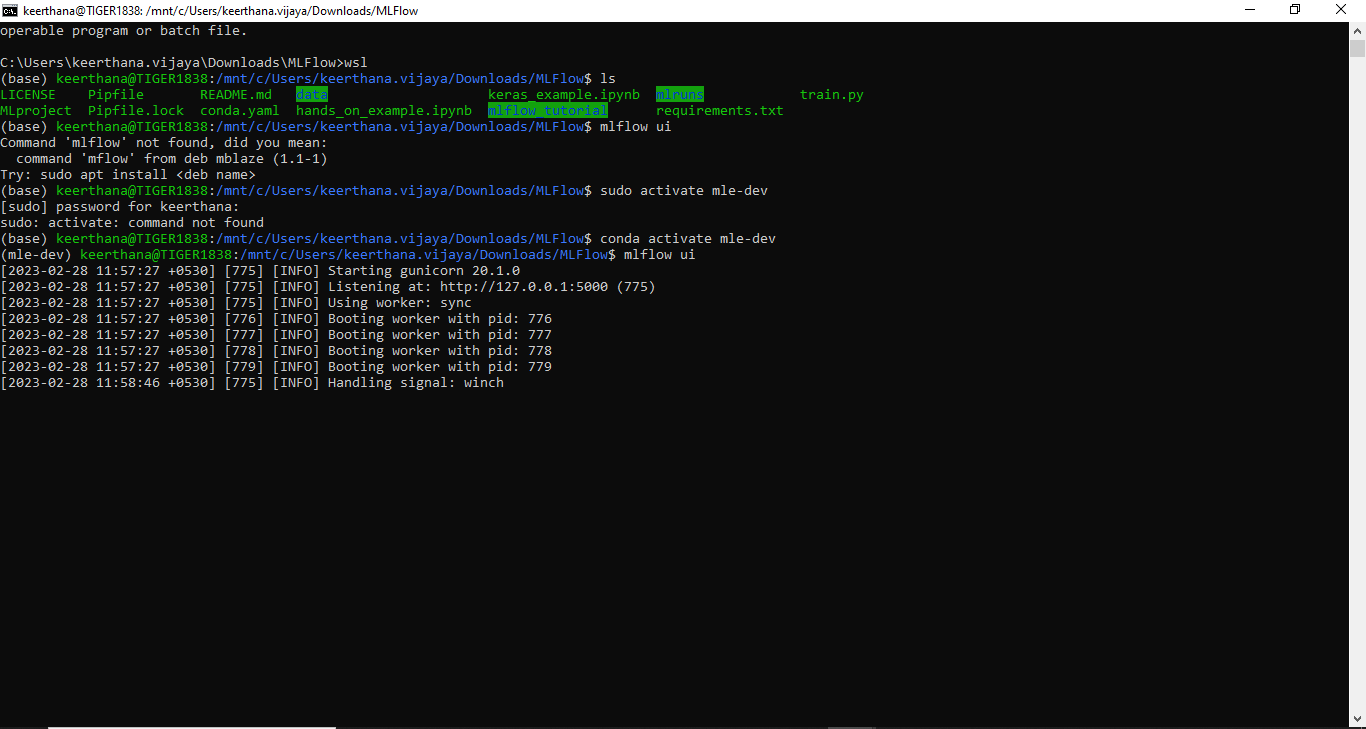 keerthana@TIGER1838: /mnt/c/Users/keerthana.vijaya/Downloads/MLFlow
operable program or batch file.
C:\Users\keerthana.vijaya\Downloads\MLFlow>wsl
(base) keerthana@TIGER1838:/mnt/c/Users/keerthana.vijaya/Downloads/MLFlow$ ls
LICENSE    Pipfile       README.md   data                    keras_example.ipynb  mlruns            train.py
MLproject  Pipfile.lock  conda.yaml  hands_on_example.ipynb  mlflow_tutorial      requirements.txt
(base) keerthana@TIGER1838:/mnt/c/Users/keerthana.vijaya/Downloads/MLFlow$ mlflow ui
Command 'mlflow' not found, did you mean:
  command 'mflow' from deb mblaze (1.1-1)
Try: sudo apt install <deb name>
(base) keerthana@TIGER1838:/mnt/c/Users/keerthana.vijaya/Downloads/MLFlow$ sudo activate mle-dev
[sudo] password for keerthana:
sudo: activate: command not found
(base) keerthana@TIGER1838:/mnt/c/Users/keerthana.vijaya/Downloads/MLFlow$ conda activate mle-dev
(mle-dev) keerthana@TIGER1838:/mnt/c/Users/keerthana.vijaya/Downloads/MLFlow$ mlflow ui
[2023-02-28 11:57:27 +0530] [775] [INFO] Starting gunicorn 20.1.0
[2023-02-28 11:57:27 +0530] [775] [INFO] Listening at: http://127.0.0.1:5000 (775)
[2023-02-28 11:57:27 +0530] [775] [INFO] Using worker: sync
[2023-02-28 11:57:27 +0530] [776] [INFO] Booting worker with pid: 776
[2023-02-28 11:57:27 +0530] [777] [INFO] Booting worker with pid: 777
[2023-02-28 11:57:27 +0530] [778] [INFO] Booting worker with pid: 778
[2023-02-28 11:57:27 +0530] [779] [INFO] Booting worker with pid: 779
[2023-02-28 11:58:46 +0530] [775] [INFO] Handling signal: winch